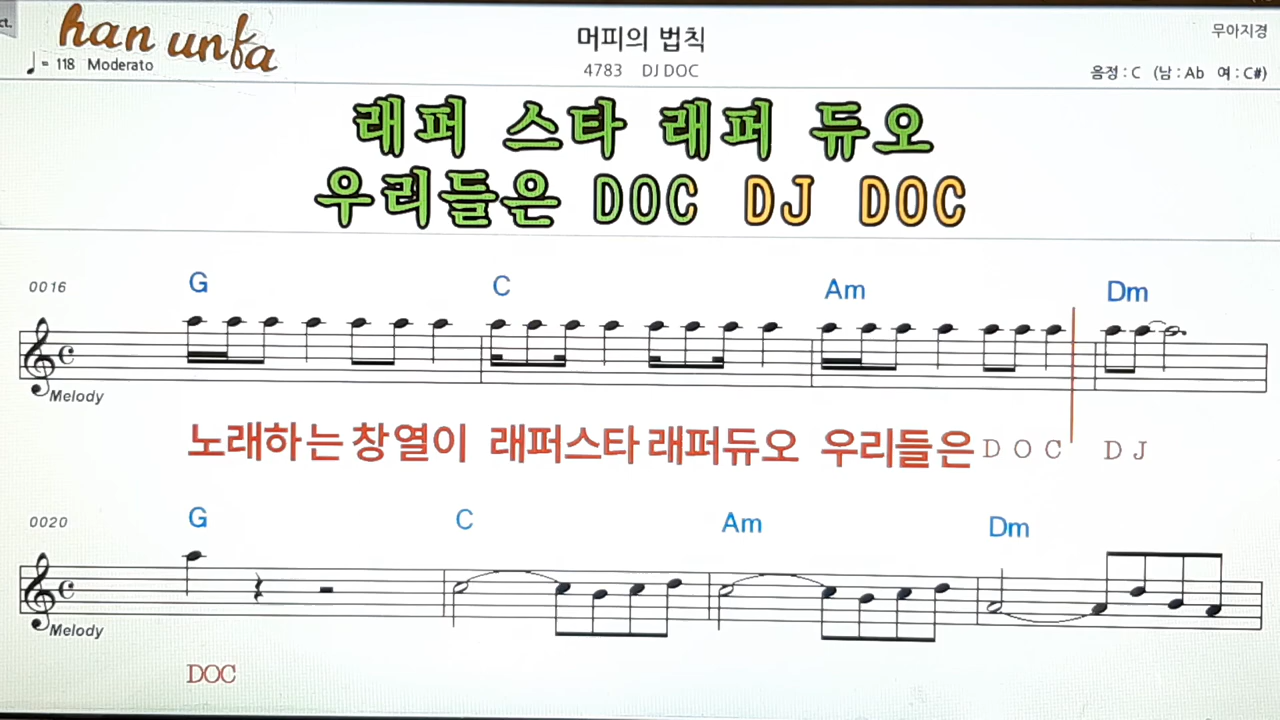 ct.
han unfa
머피의 법칙
무아지경
♩= 118 Moderato
4783 DJ DOC
음정 : C (남 : Ab 여 : C#)
래퍼 스타 래퍼 듀오
우리들은 DOC DJ DOC
0016 G C Am Dm
Melody
노래하는 창열이 래퍼스타 래퍼듀오 우리들은 D O C D J
0020 G C Am Dm
Melody
DOC